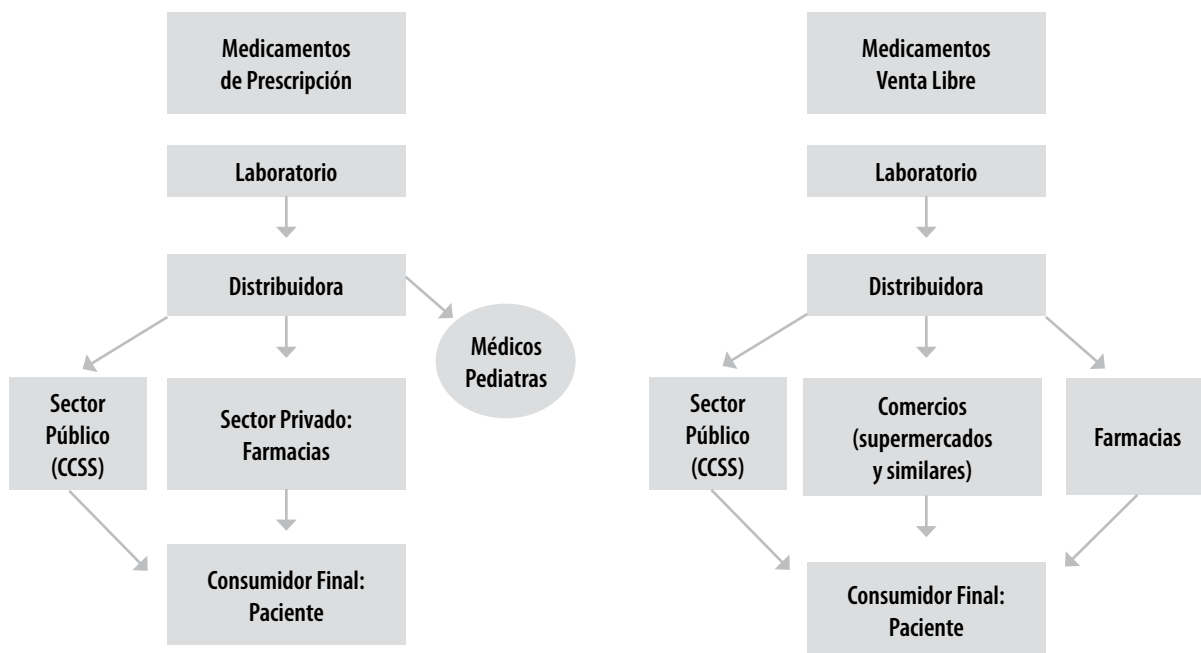 Medicamentos
de Prescripción
Laboratorio
Distribuidora
Médicos
Pediatras
Sector
Público
(CCSS)
Sector Privado:
Farmacias
Consumidor Final:
Paciente
Medicamentos
Venta Libre
Laboratorio
Distribuidora
Sector
Público
(CCSS)
Comercios
(supermercados
y similares)
Farmacias
Consumidor Final:
Paciente